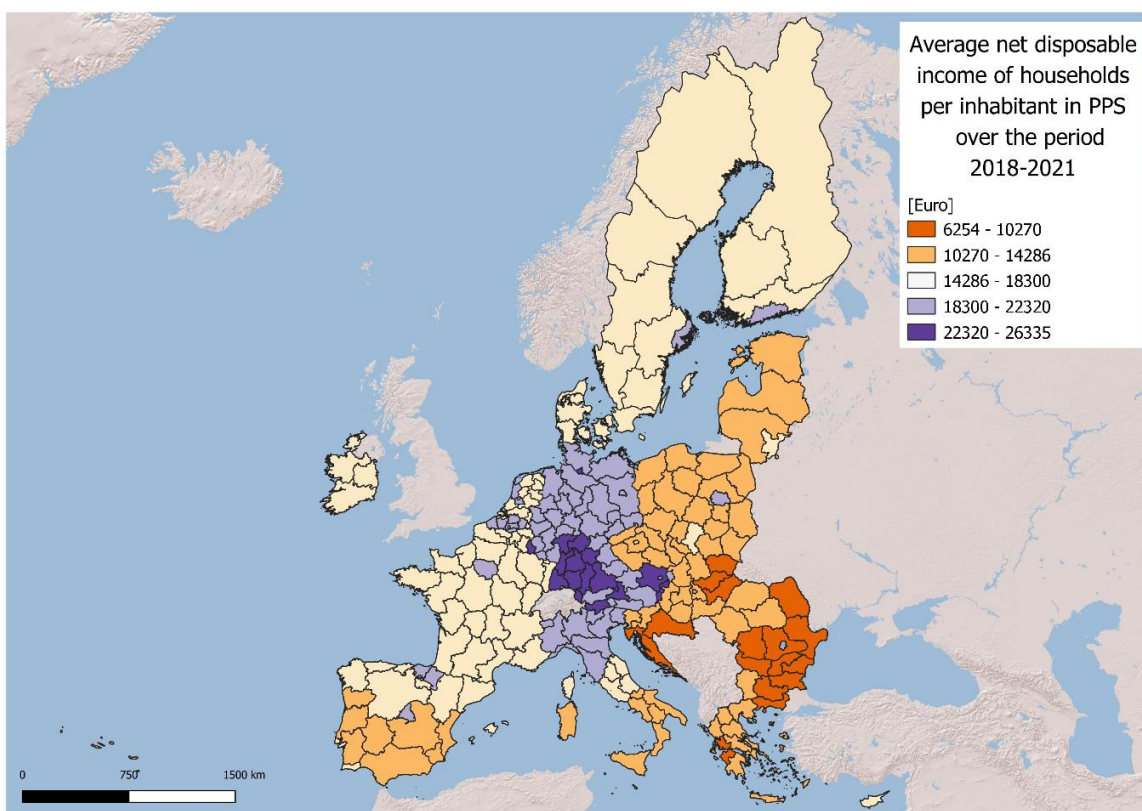 Average net disposable
income of households
per inhabitant in PPS
over the period
2018-2021
[Euro]
6254 - 10270
10270 - 14286
14286 - 18300
18300 - 22320
22320 - 26335
0 750 1500 km